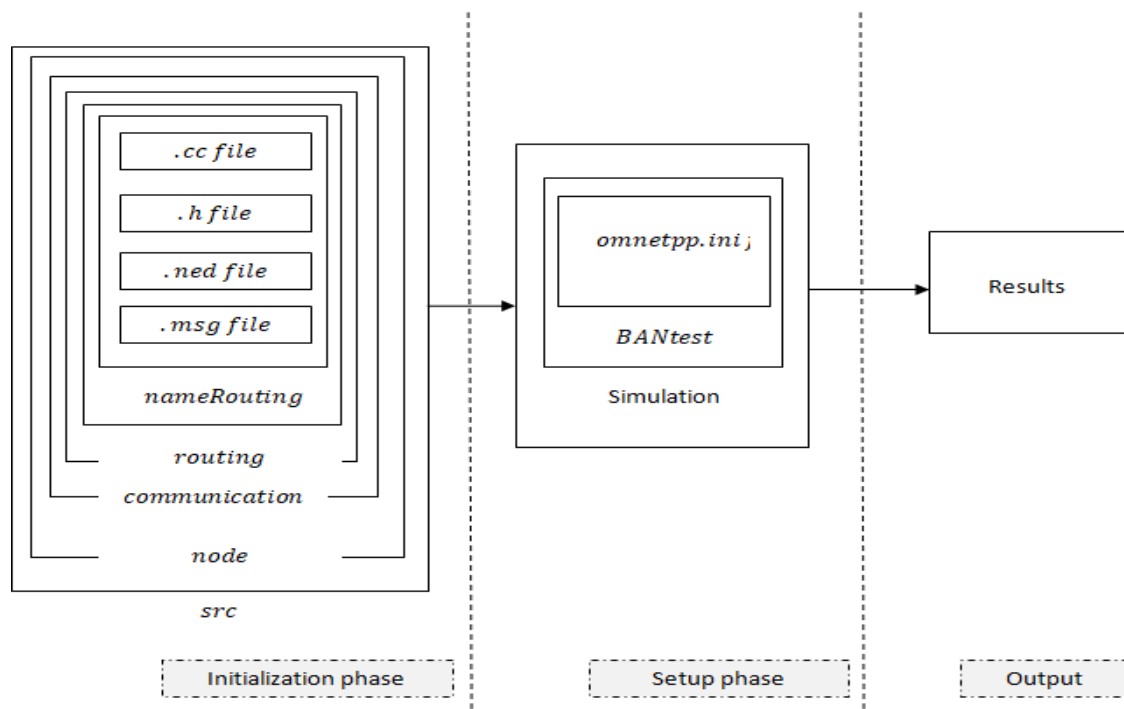 .cc file
.h file
.ned file
.msg file
nameRouting
routing
communication
node
src
omnetpp.ini
BANtest
Simulation
Results
Initialization phase
Setup phase
Output